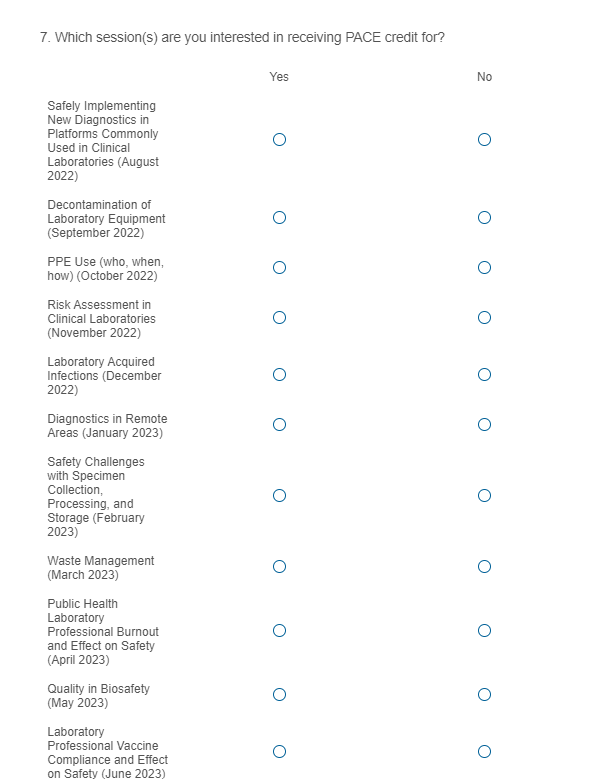 7. Which session(s) are you interested in receiving PACE credit for?
Yes No
Safely Implementing
New Diagnostics in
Platforms Commonly
Used in Clinical
Laboratories (August
2022)
Decontamination of
Laboratory Equipment
(September 2022)
PPE Use (who, when,
how) (October 2022)
Risk Assessment in
Clinical Laboratories
(November 2022)
Laboratory Acquired
Infections (December
2022)
Diagnostics in Remote
Areas (January 2023)
Safety Challenges
with Specimen
Collection,
Processing, and
Storage (February
2023)
Waste Management
(March 2023)
Public Health
Laboratory
Professional Burnout
and Effect on Safety
(April 2023)
Quality in Biosafety
(May 2023)
Laboratory
Professional Vaccine
Compliance and Effect
on Safety (June 2023)